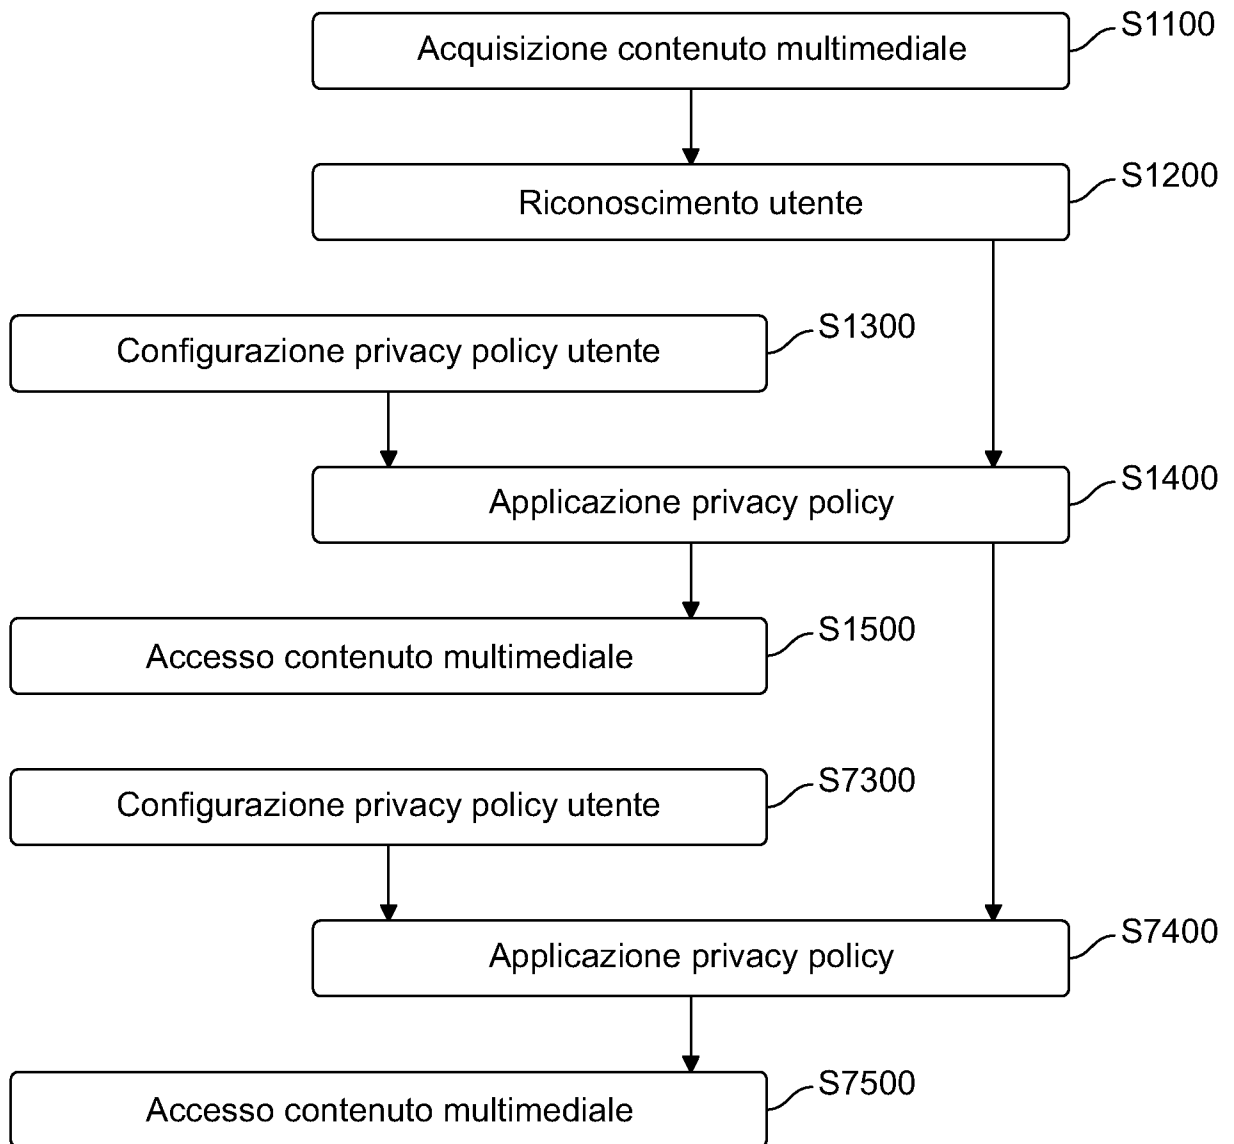 Acquisizione contenuto multimediale
S1100
Riconoscimento utente
S1200
Configurazione privacy policy utente
S1300
Applicazione privacy policy
S1400
Accesso contenuto multimediale
S1500
Configurazione privacy policy utente
S7300
Applicazione privacy policy
S7400
Accesso contenuto multimediale
S7500